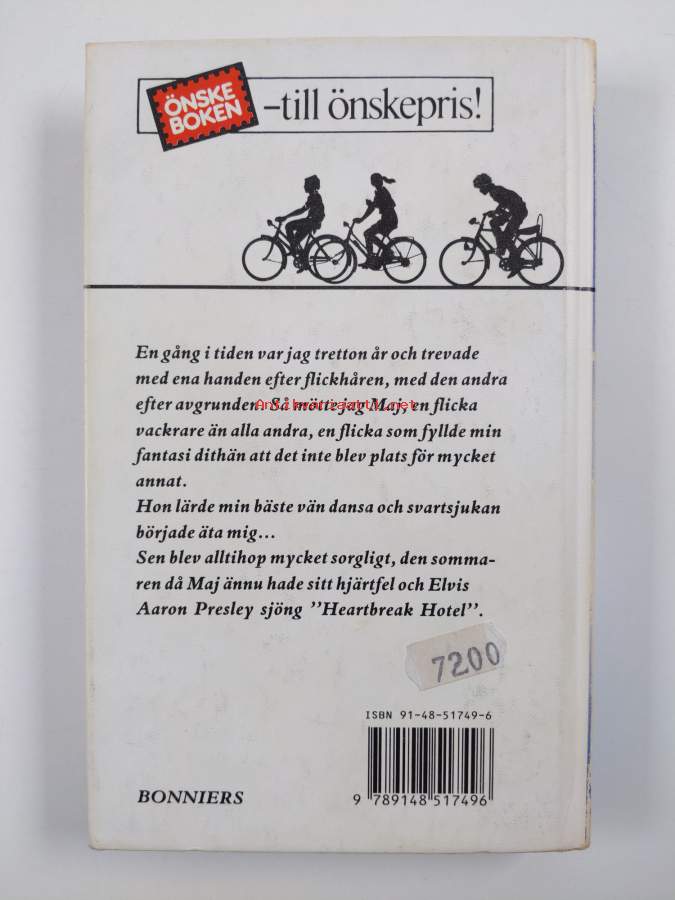 ÖNSKE
BOKEN
–till önskepris!
En gång i tiden var jag tretton år och trevade
med ena handen efter flickhåren, med den andra
efter avgrunden. Så mötte jag Maj, en flicka
Antikvariaatti.net
vackrare än alla andra, en flicka som fyllde min
fantasi dithän att det inte blev plats för mycket
annat.
Hon lärde min bäste vän dansa och svartsjukan
började äta mig...
Sen blev alltihop mycket sorgligt, den somma-
ren då Maj ännu hade sitt hjärtfel och Elvis
Aaron Presley sjöng ”Heartbreak Hotel”.
7200
ISBN 91-48-51749-6
BONNIERS
9 789148 517496